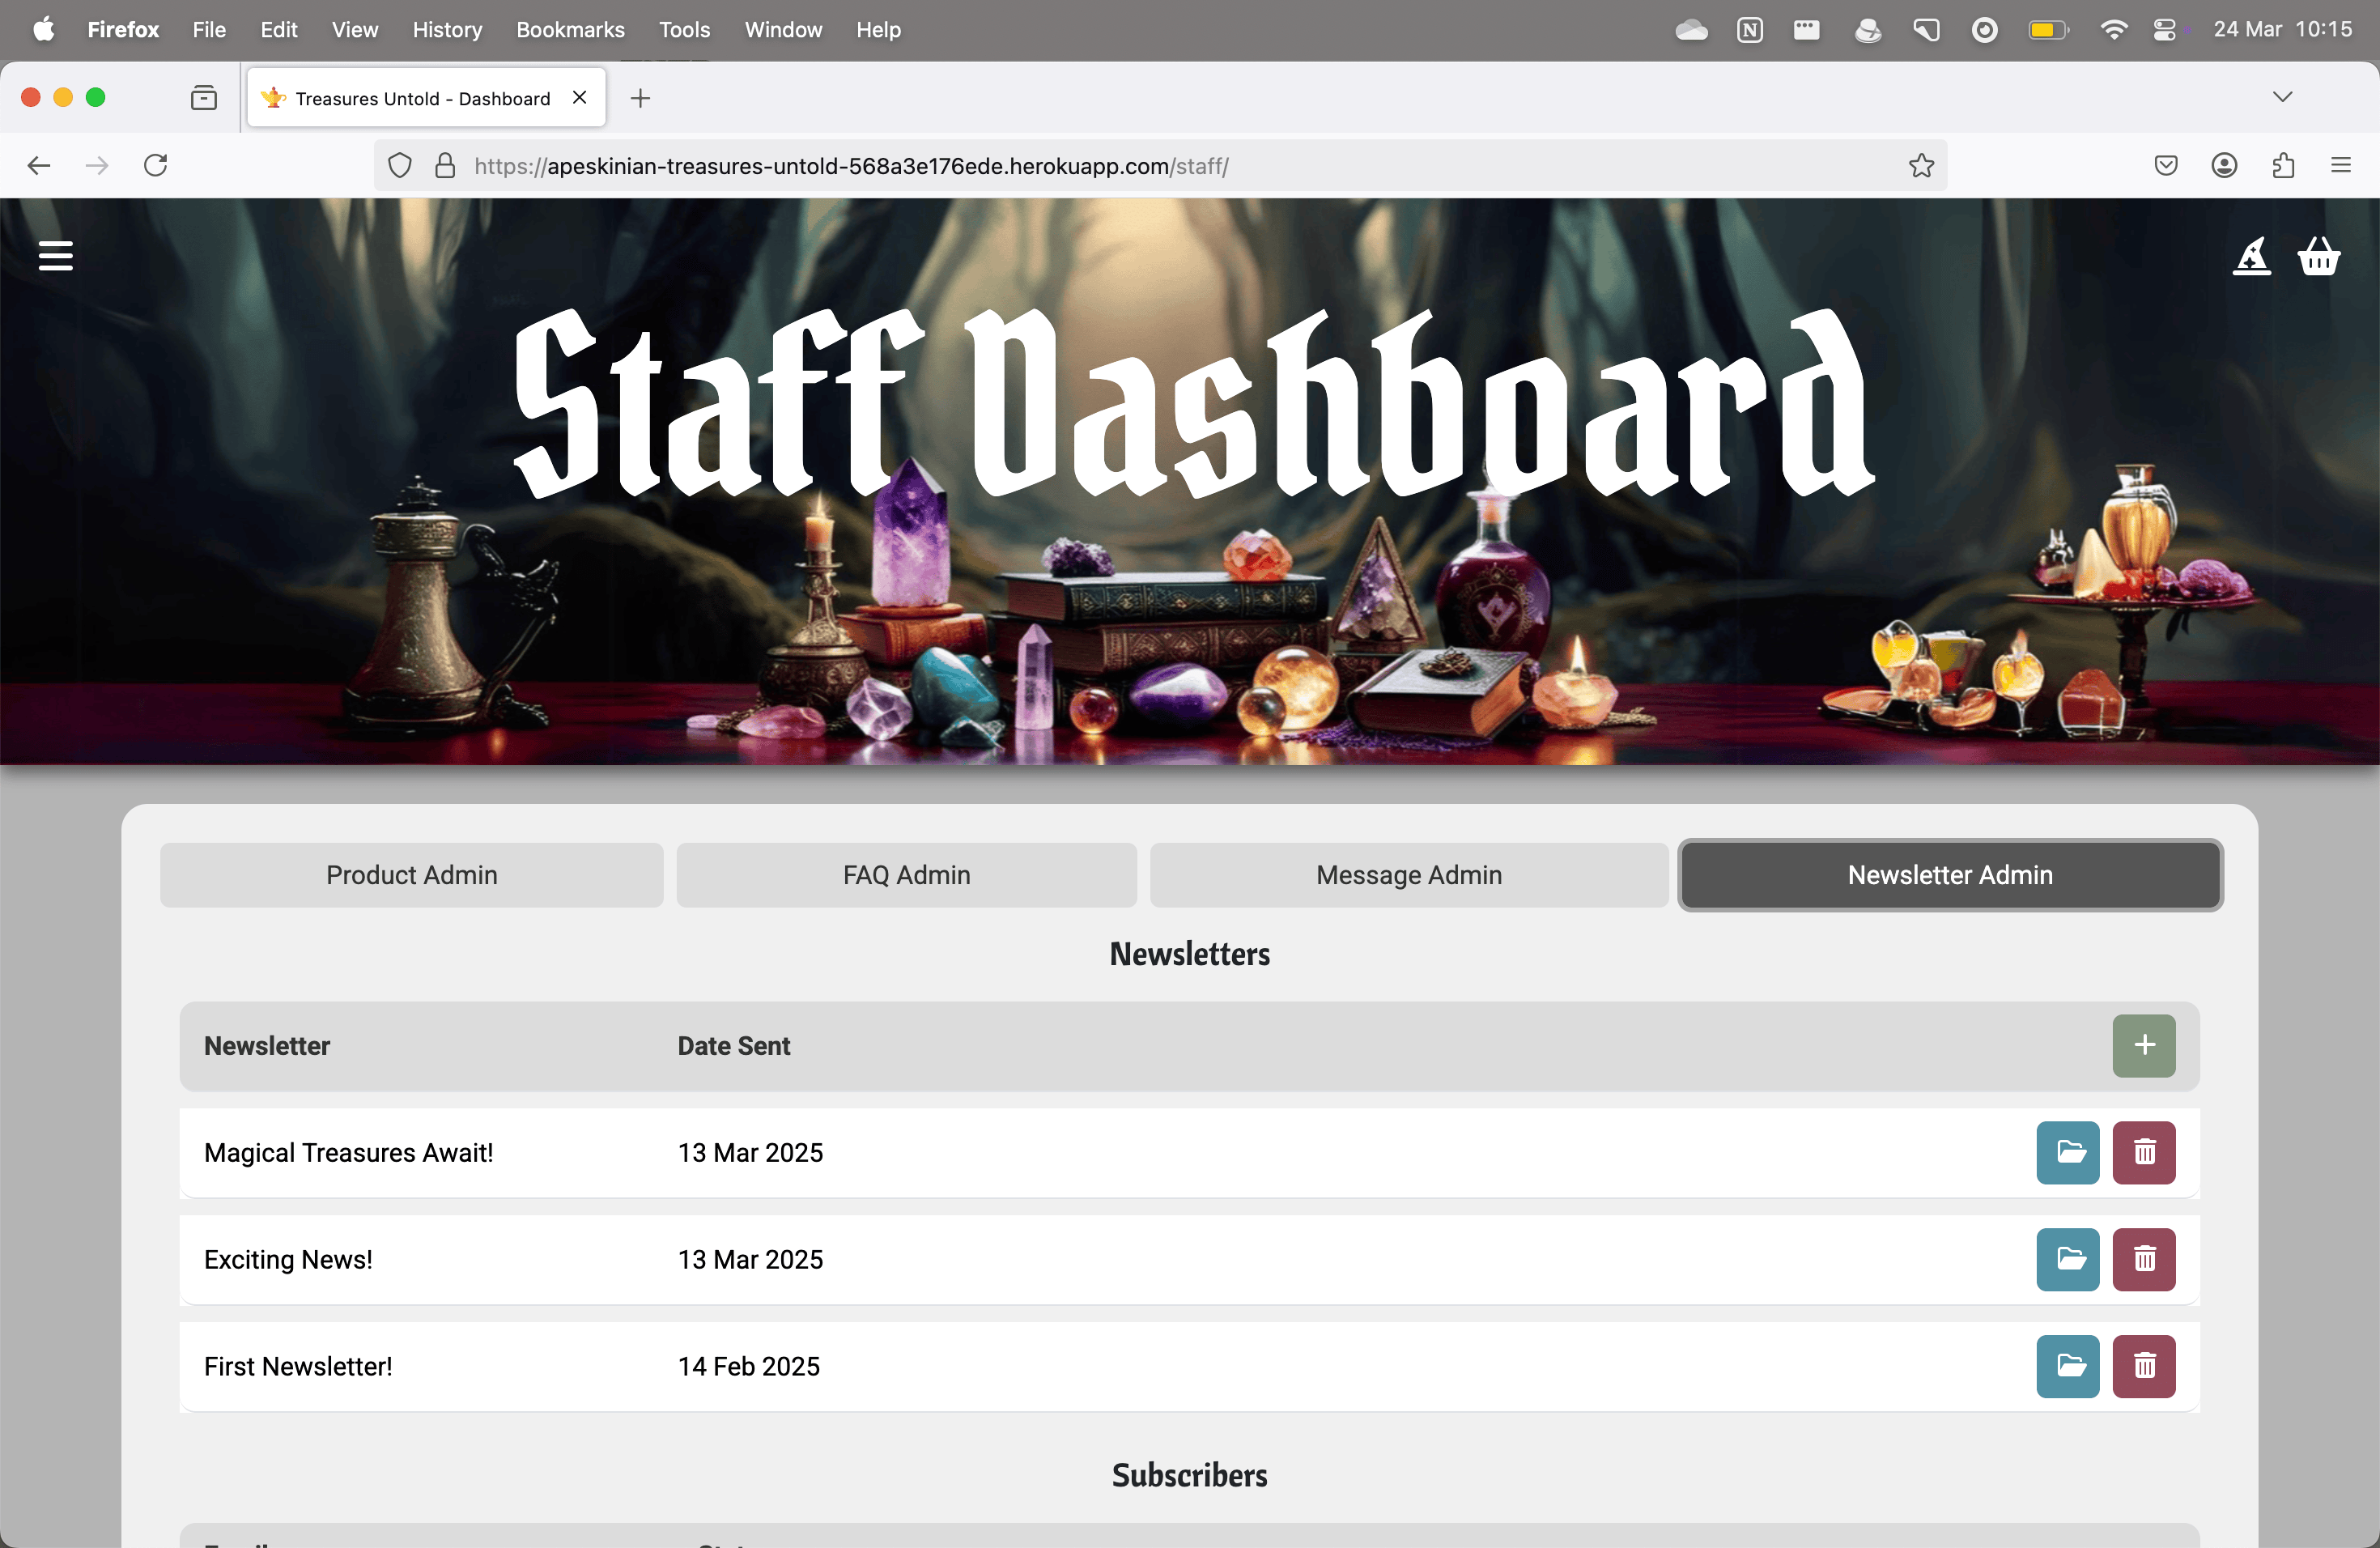 Firefox File Edit View History Bookmarks Tools Window Help 24 Mar 10:15
Treasures Untold - Dashboard
https://apeskinian-treasures-untold-568a3e176ede.herokuapp.com/staff/
Staff Dashboard
Product Admin FAQ Admin Message Admin Newsletter Admin
Newsletters
Newsletter Date Sent
Magical Treasures Await! 13 Mar 2025
Exciting News! 13 Mar 2025
First Newsletter! 14 Feb 2025
Subscribers